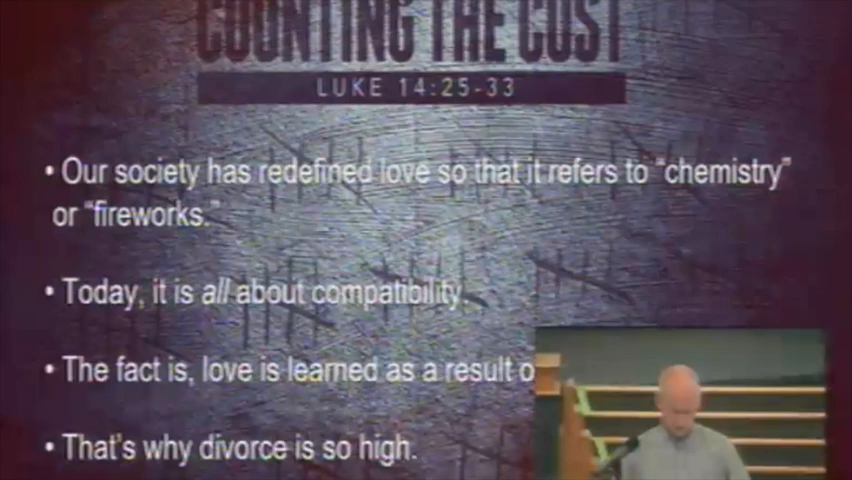 COUNTING THE COST
LUKE 14:25-33
• Our society has redefined love so that it refers to “chemistry”
or “fireworks.”
• Today, it is all about compatibility.
• The fact is, love is learned as a result o
• That’s why divorce is so high.